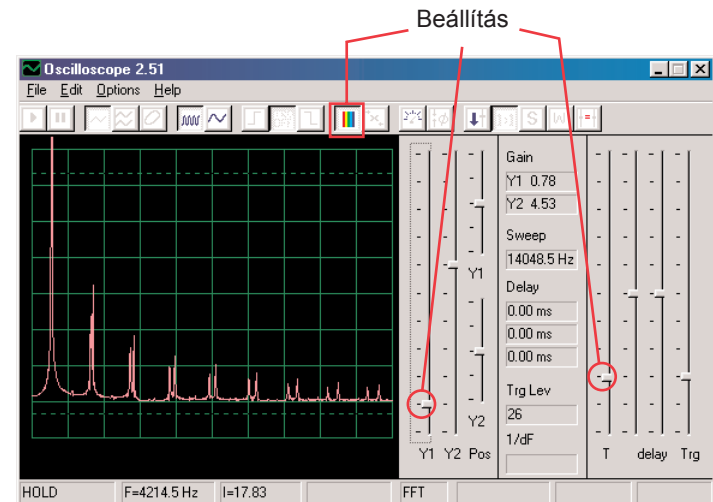 Beállítás
Oscilloscope 2.51
File Edit Options Help
Gain
Y1 0.78
Y2 4.53
Sweep
14048.5 Hz
Y1
Delay
0.00 ms
0.00 ms
0.00 ms
Trg Lev
26
Y2
1/dF
Y1 Y2 Pos
T delay Trg
HOLD F=4214.5 Hz I=17.83 FFT